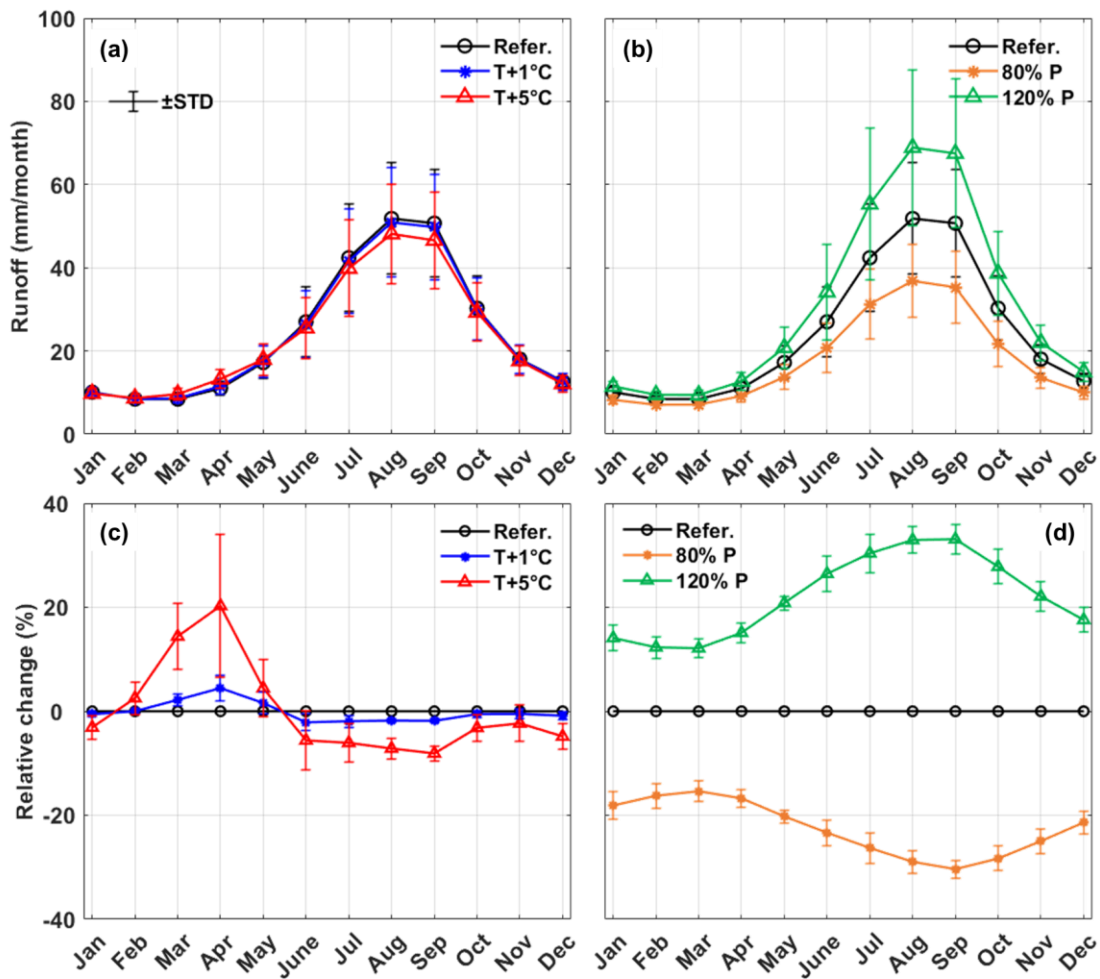 100
80
60
40
20
0
Runoff (mm/month)
(a)
±STD
Refer.
T+1°C
T+5°C
Jan
Feb
Mar
Apr
May
June
Jul
Aug
Sep
Oct
Nov
Dec
(b)
Refer.
80% P
120% P
Jan
Feb
Mar
Apr
May
June
Jul
Aug
Sep
Oct
Nov
Dec
40
20
0
-20
-40
Relative change (%)
(c)
Refer.
T+1°C
T+5°C
Jan
Feb
Mar
Apr
May
June
Jul
Aug
Sep
Oct
Nov
Dec
Refer.
80% P
120% P
(d)
Jan
Feb
Mar
Apr
May
June
Jul
Aug
Sep
Oct
Nov
Dec